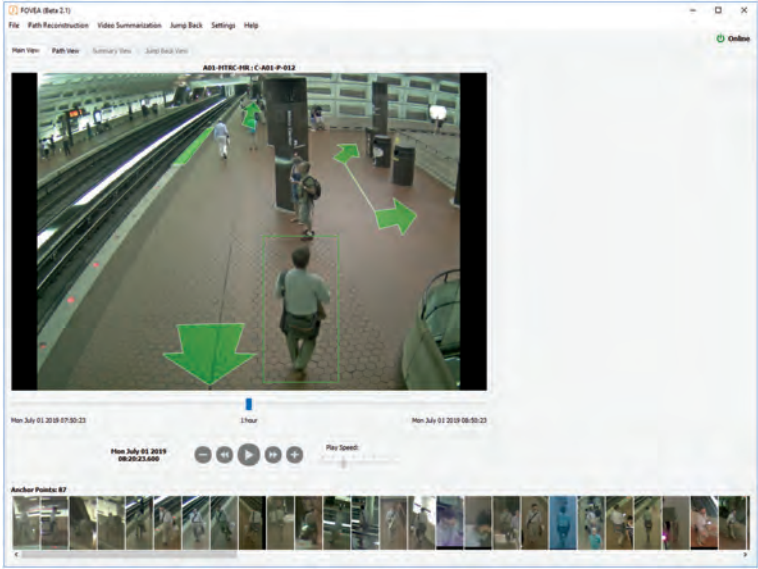 FOVEA (Beta 2.1)
File Path Reconstruction Video Summarization Jump Back Settings Help
Online
Main View Path View Summary View Jump Back View
A01-MTRC-MR : C-A01-P-012
Mon July 01 2019 07:50:23 1 hour Mon July 01 2019 08:50:23
Mon July 01 2019
08:20:23.600
Play Speed:
Anchor Points: 87